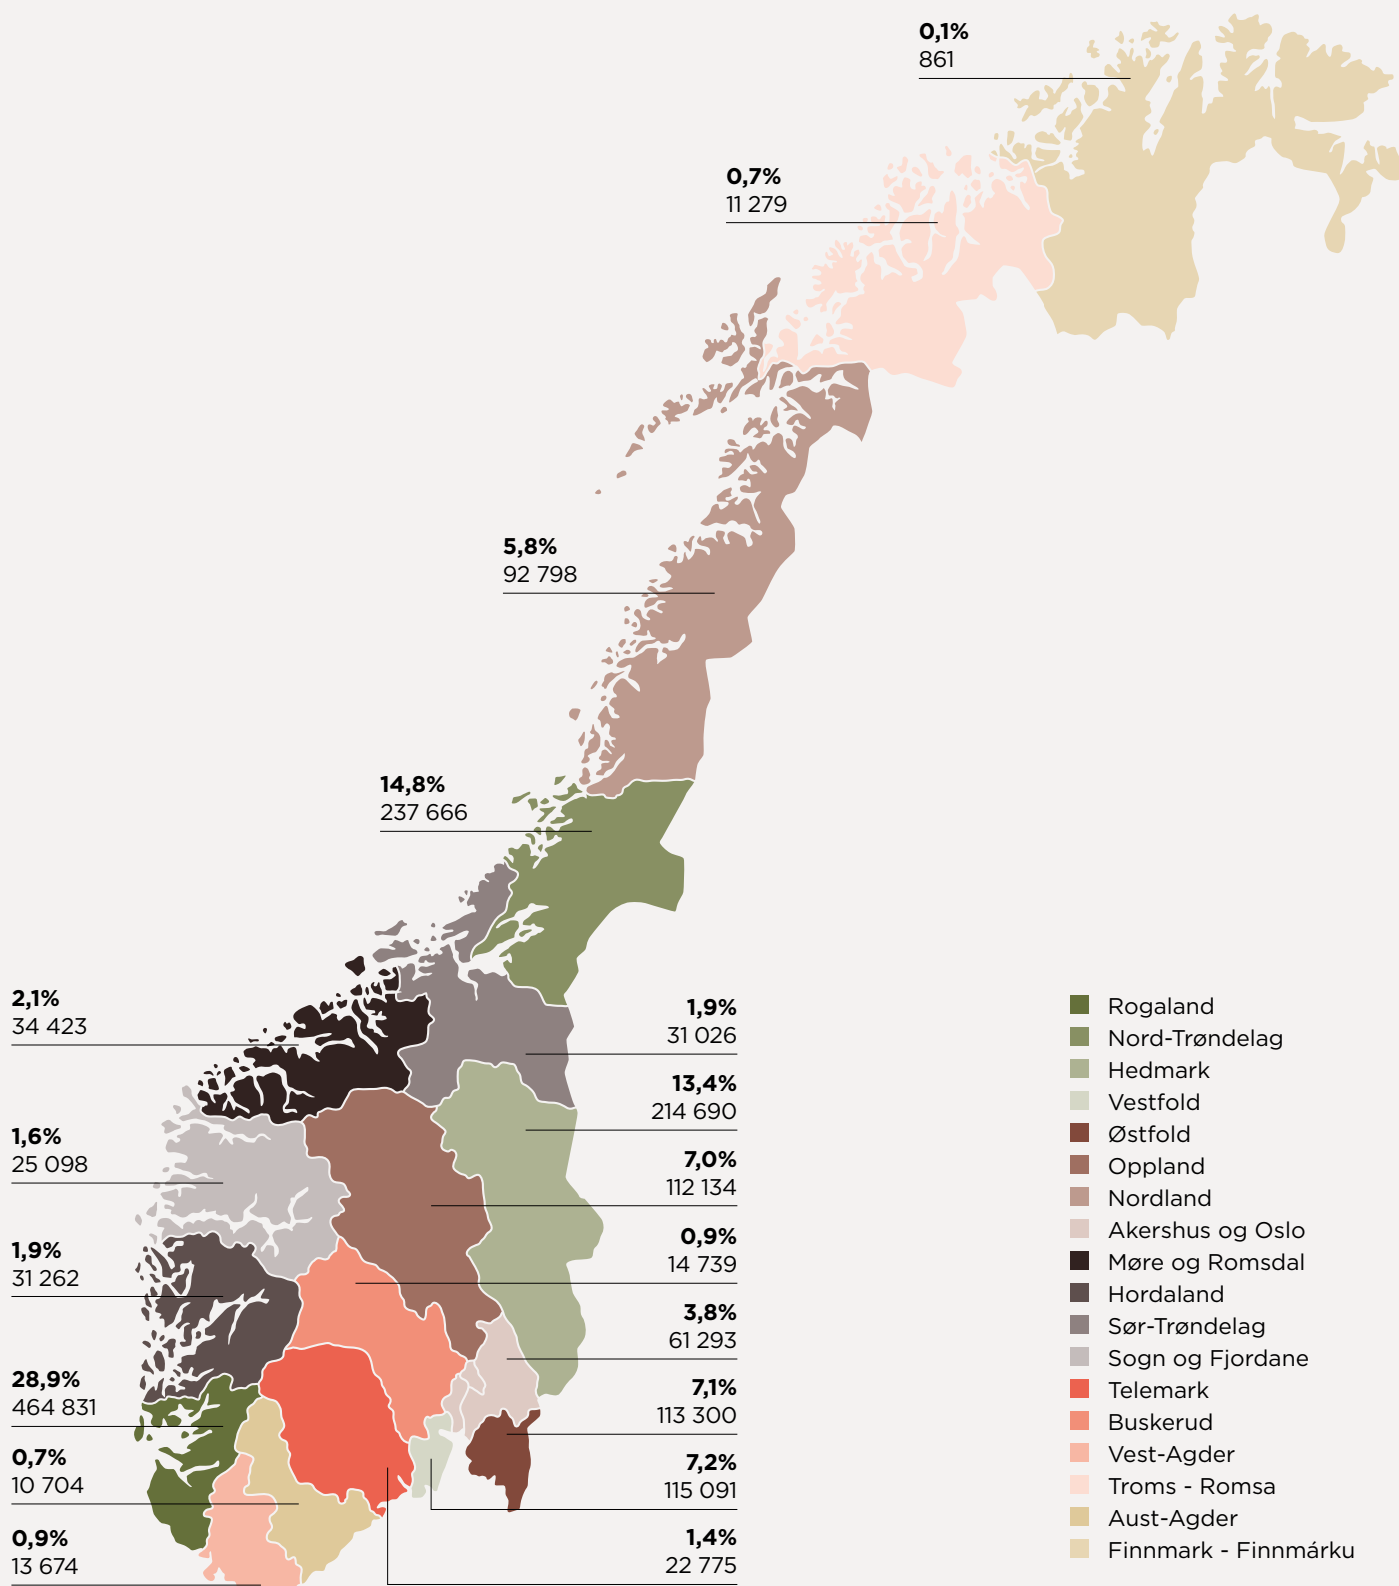 0,1%
861
0,7%
11 279
5,8%
92 798
14,8%
237 666
2,1%
34 423
1,6%
25 098
1,9%
31 262
28,9%
464 831
0,7%
10 704
0,9%
13 674
1,9%
31 026
13,4%
214 690
7,0%
112 134
0,9%
14 739
3,8%
61 293
7,1%
113 300
7,2%
115 091
1,4%
22 775
Rogaland
Nord-Trøndelag
Hedmark
Vestfold
Østfold
Oppland
Nordland
Akershus og Oslo
Møre og Romsdal
Hordaland
Sør-Trøndelag
Sogn og Fjordane
Telemark
Buskerud
Vest-Agder
Troms - Romsa
Aust-Agder
Finnmark - Finnmárku